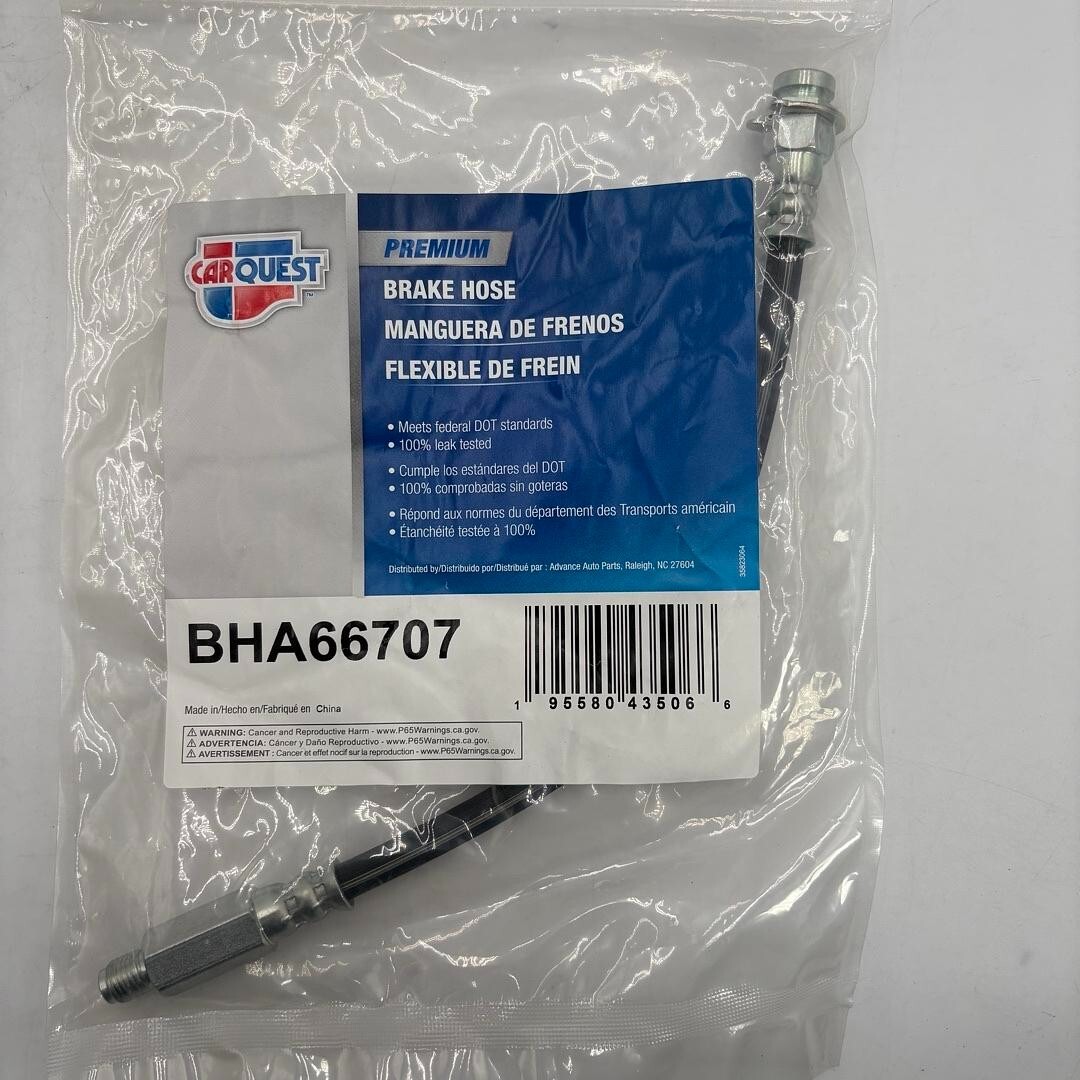 CARQUEST
TM
PREMIUM
BRAKE HOSE
MANGUERA DE FRENOS
FLEXIBLE DE FREIN
• Meets federal DOT standards
• 100% leak tested
• Cumple los estándares del DOT
• 100% comprobadas sin goteras
• Répond aux normes du département des Transports américain
• Étanchéité testée à 100%
Distributed by/Distribuido por/Distribué par : Advance Auto Parts, Raleigh, NC 27604
35823064
BHA66707
1 95580 43506 6
Made in/Hecho en/Fabriqué en China
⚠ WARNING: Cancer and Reproductive Harm - www.P65Warnings.ca.gov.
⚠ ADVERTENCIA: Cáncer y Daño Reproductivo - www.P65Warnings.ca.gov.
⚠ AVERTISSEMENT : Cancer et effet nocif sur la reproduction - www.P65Warnings.ca.gov.